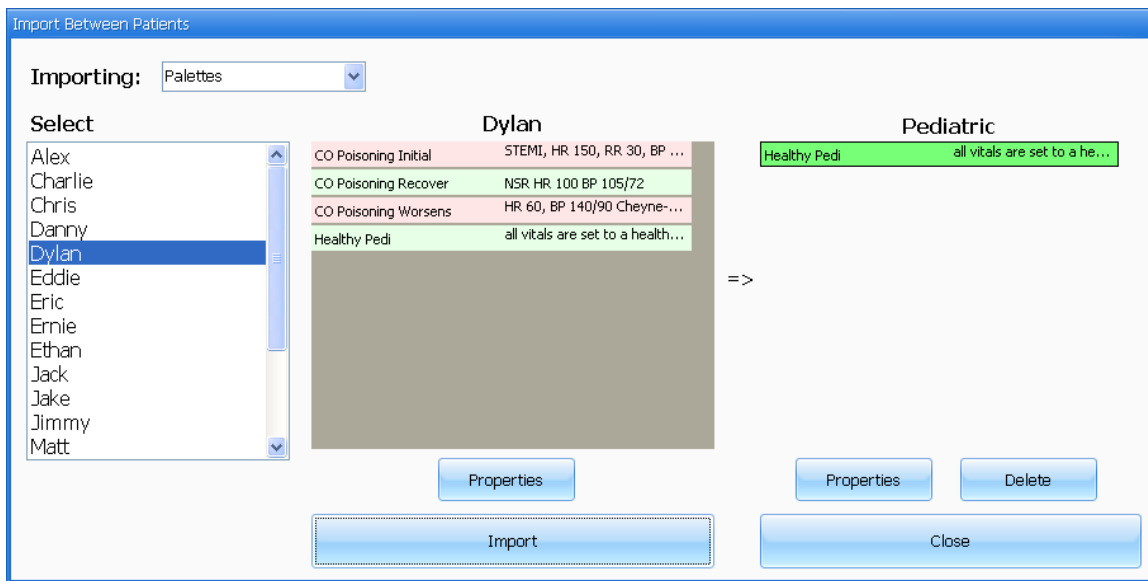 Import Between Patients
Importing: Palettes
Select
Dylan
Pediatric
Alex
Charlie
Chris
Danny
Dylan
Eddie
Eric
Ernie
Ethan
Jack
Jake
Jimmy
Matt
CO Poisoning Initial STEMI, HR 150, RR 30, BP ...
CO Poisoning Recover NSR HR 100 BP 105/72
CO Poisoning Worsens HR 60, BP 140/90 Cheyne-...
Healthy Pedi all vitals are set to a health...
=>
Healthy Pedi all vitals are set to a he...
Properties
Properties
Delete
Import
Close